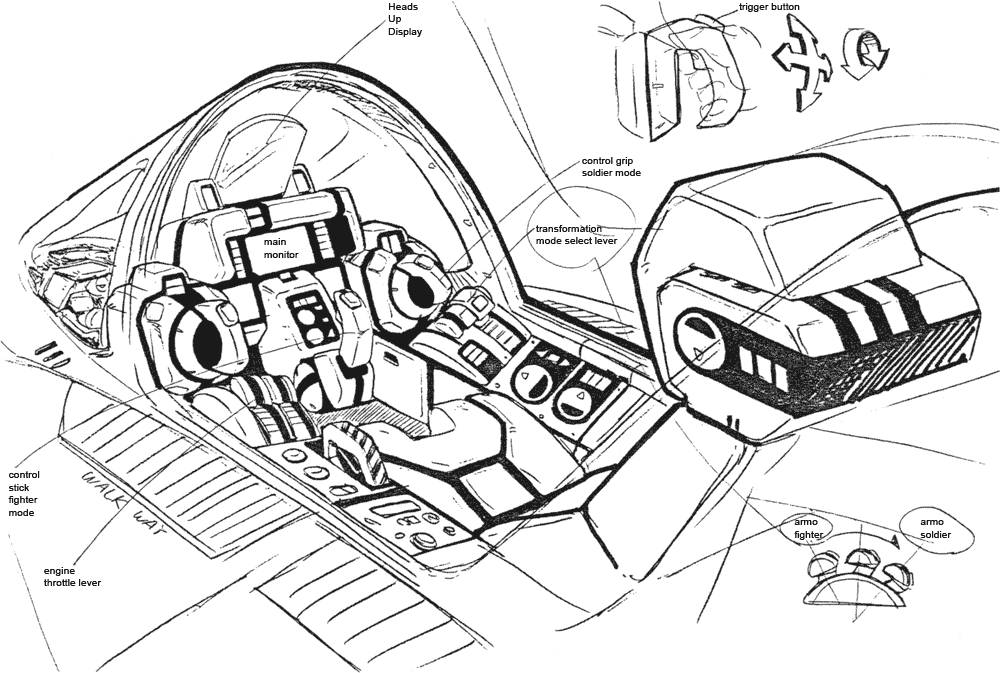 Heads
Up
Display
trigger button
control grip
soldier mode
transformation
mode select lever
main
monitor
control
stick
fighter
mode
WALK WAY
engine
throttle lever
armo
fighter
armo
soldier